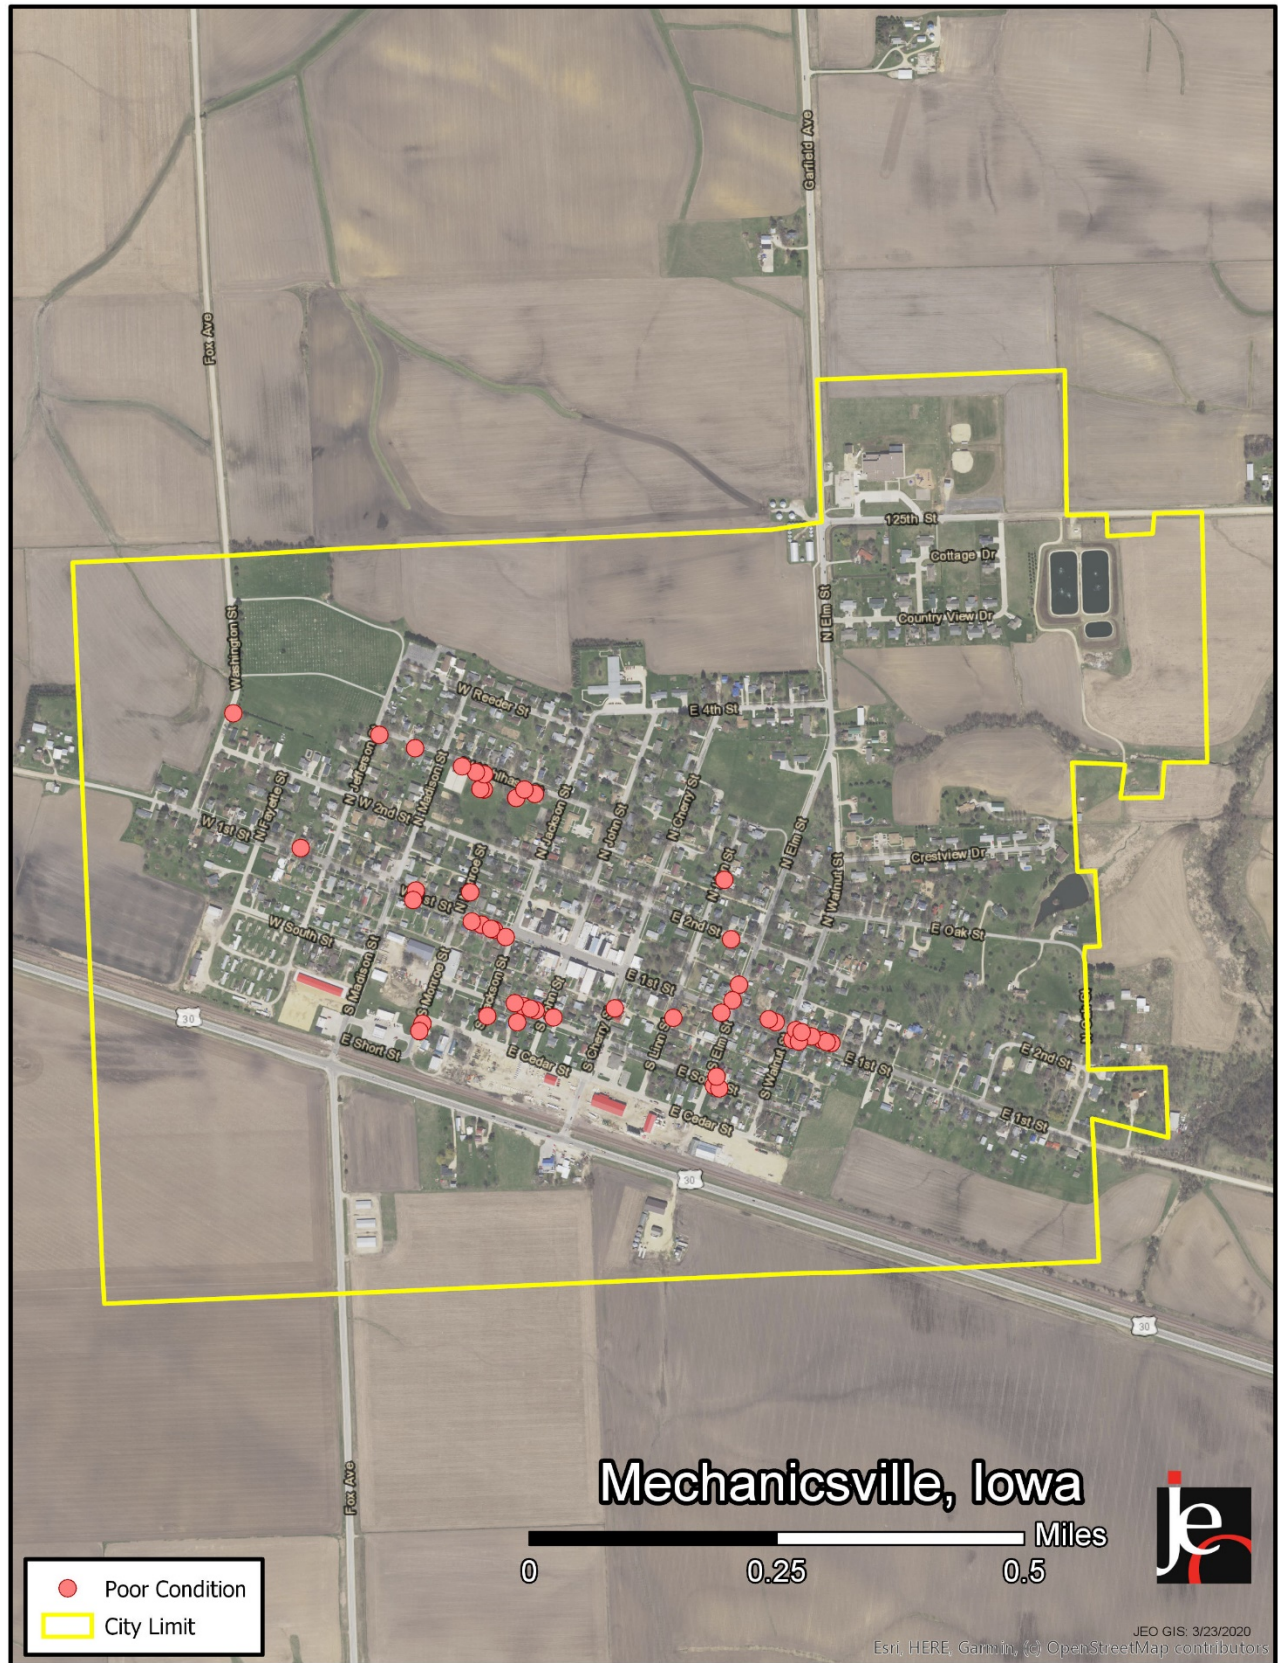 Garfield Ave
Fox Ave
125th St
Cottage Dr
Country View Dr
N Elm St
Washington St
W Reeder St
E 4th St
N Jefferson
N Madison St
N Fayette St
W 2nd St
W 1st St
N Jackson St
N John St
N Cherry St
N Elm St
N Walnut St
Crestview Dr
E 2nd St
E Oak St
W South St
S Madison St
S Monroe St
E 1st St
S Cherry S
S Linn S
S Elm St
S Walnut
E 1st St
E 2nd St
E 1st St
30
E Short St
E Cedar St
E Cedar St
30
30
Fox Ave
Mechanicsville, Iowa
Miles
0 0.25 0.5
je
Poor Condition
City Limit
JEO GIS: 3/23/2020
Esri, HERE, Garmin, (c) OpenStreetMap contributors